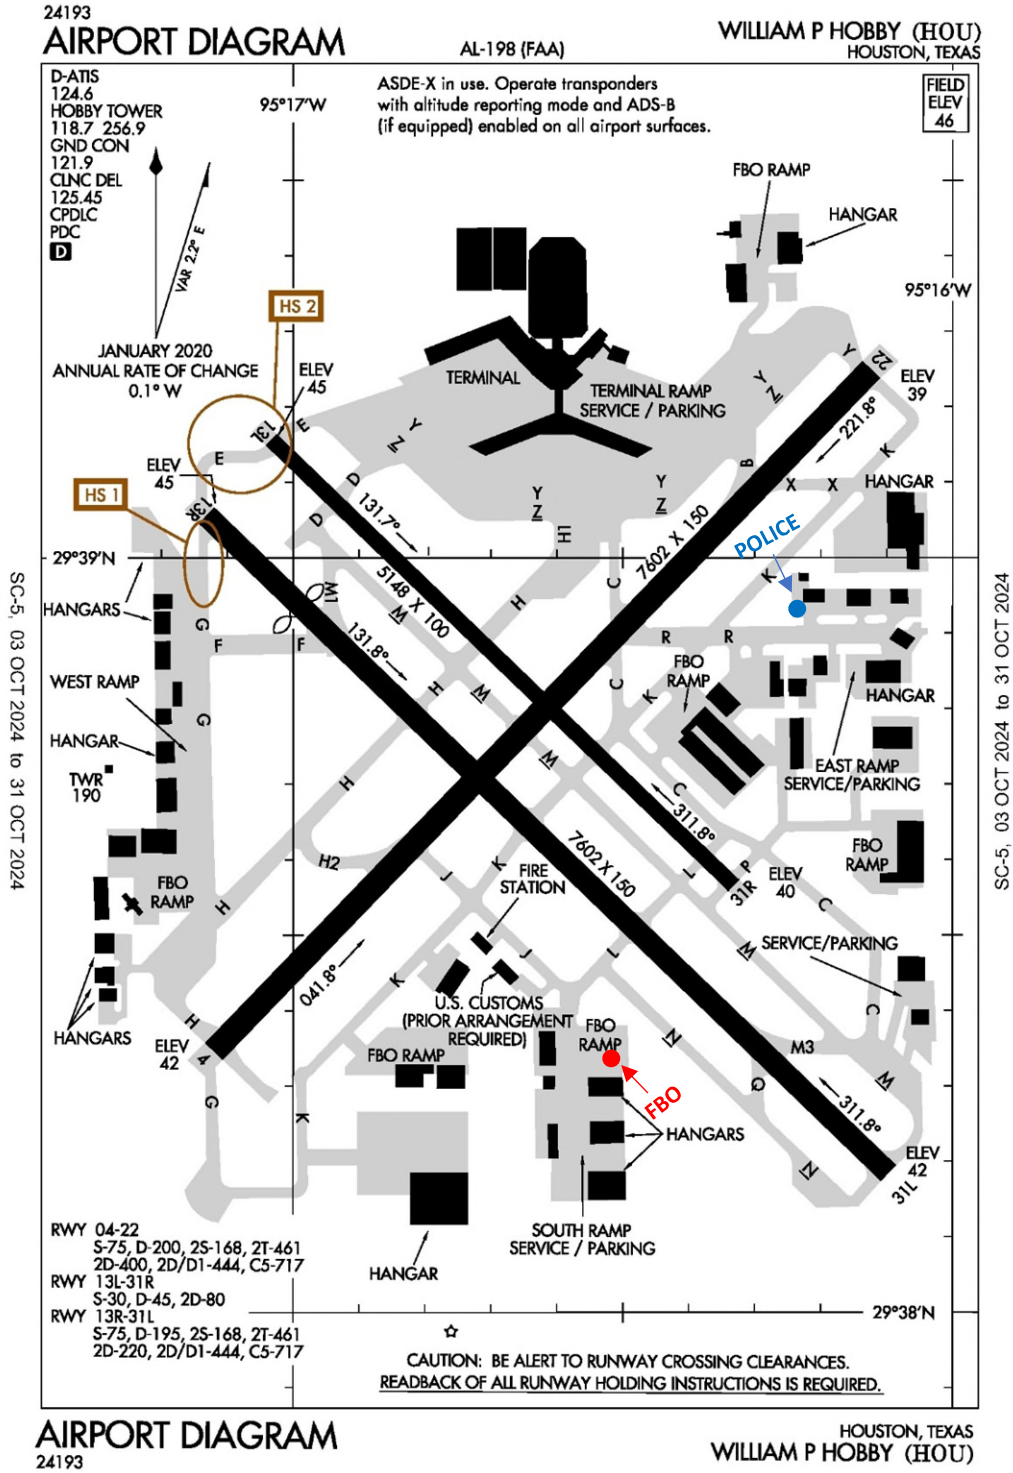 24193
AIRPORT DIAGRAM
AL-198 (FAA)
WILLIAM P HOBBY (HOU)
HOUSTON, TEXAS
D-ATIS
124.6
HOBBY TOWER
118.7 256.9
GND CON
121.9
CLNC DEL
125.45
CPDLC
PDC
D
95°17'W
ASDE-X in use. Operate transponders
with altitude reporting mode and ADS-B
(if equipped) enabled on all airport surfaces.
FIELD
ELEV
46
VAR 2.2° E
JANUARY 2020
ANNUAL RATE OF CHANGE
0.1° W
FBO RAMP
HANGAR
95°16'W
HS 2
ELEV
45
TERMINAL
TERMINAL RAMP
SERVICE / PARKING
Y
Z
Y
Z
Y
22
ELEV
39
221.8°
13L
E
E
ELEV
45
HS 1
13R
D
D
131.7°
Y
Z
Y
Z
H1
B
X
X
K
HANGAR
7602 X 150
POLICE
29°39'N
HANGARS
G
F
F
M1
M
5148 X 100
131.8°
H
C
K
R
R
WEST RAMP
G
H
M
C
K
FBO
RAMP
HANGAR
HANGAR
TWR
190
H
M
C
311.8°
EAST RAMP
SERVICE/PARKING
H2
J
K
FIRE
STATION
7602 X 150
L
P
31R
ELEV
40
FBO
RAMP
FBO
RAMP
H
C
041.8°
K
J
L
M
SERVICE/PARKING
HANGARS
H
4
ELEV
42
U.S. CUSTOMS
(PRIOR ARRANGEMENT
REQUIRED)
FBO RAMP
FBO
RAMP
N
M3
C
M
Q
FBO
G
K
HANGARS
311.8°
N
ELEV
42
31L
SOUTH RAMP
SERVICE / PARKING
HANGAR
RWY 04-22
S-75, D-200, 2S-168, 2T-461
2D-400, 2D/D1-444, C5-717
RWY 13L-31R
S-30, D-45, 2D-80
RWY 13R-31L
S-75, D-195, 2S-168, 2T-461
2D-220, 2D/D1-444, C5-717
29°38'N
CAUTION: BE ALERT TO RUNWAY CROSSING CLEARANCES.
READBACK OF ALL RUNWAY HOLDING INSTRUCTIONS IS REQUIRED.
SC-5, 03 OCT 2024 to 31 OCT 2024
SC-5, 03 OCT 2024 to 31 OCT 2024
AIRPORT DIAGRAM
24193
HOUSTON, TEXAS
WILLIAM P HOBBY (HOU)